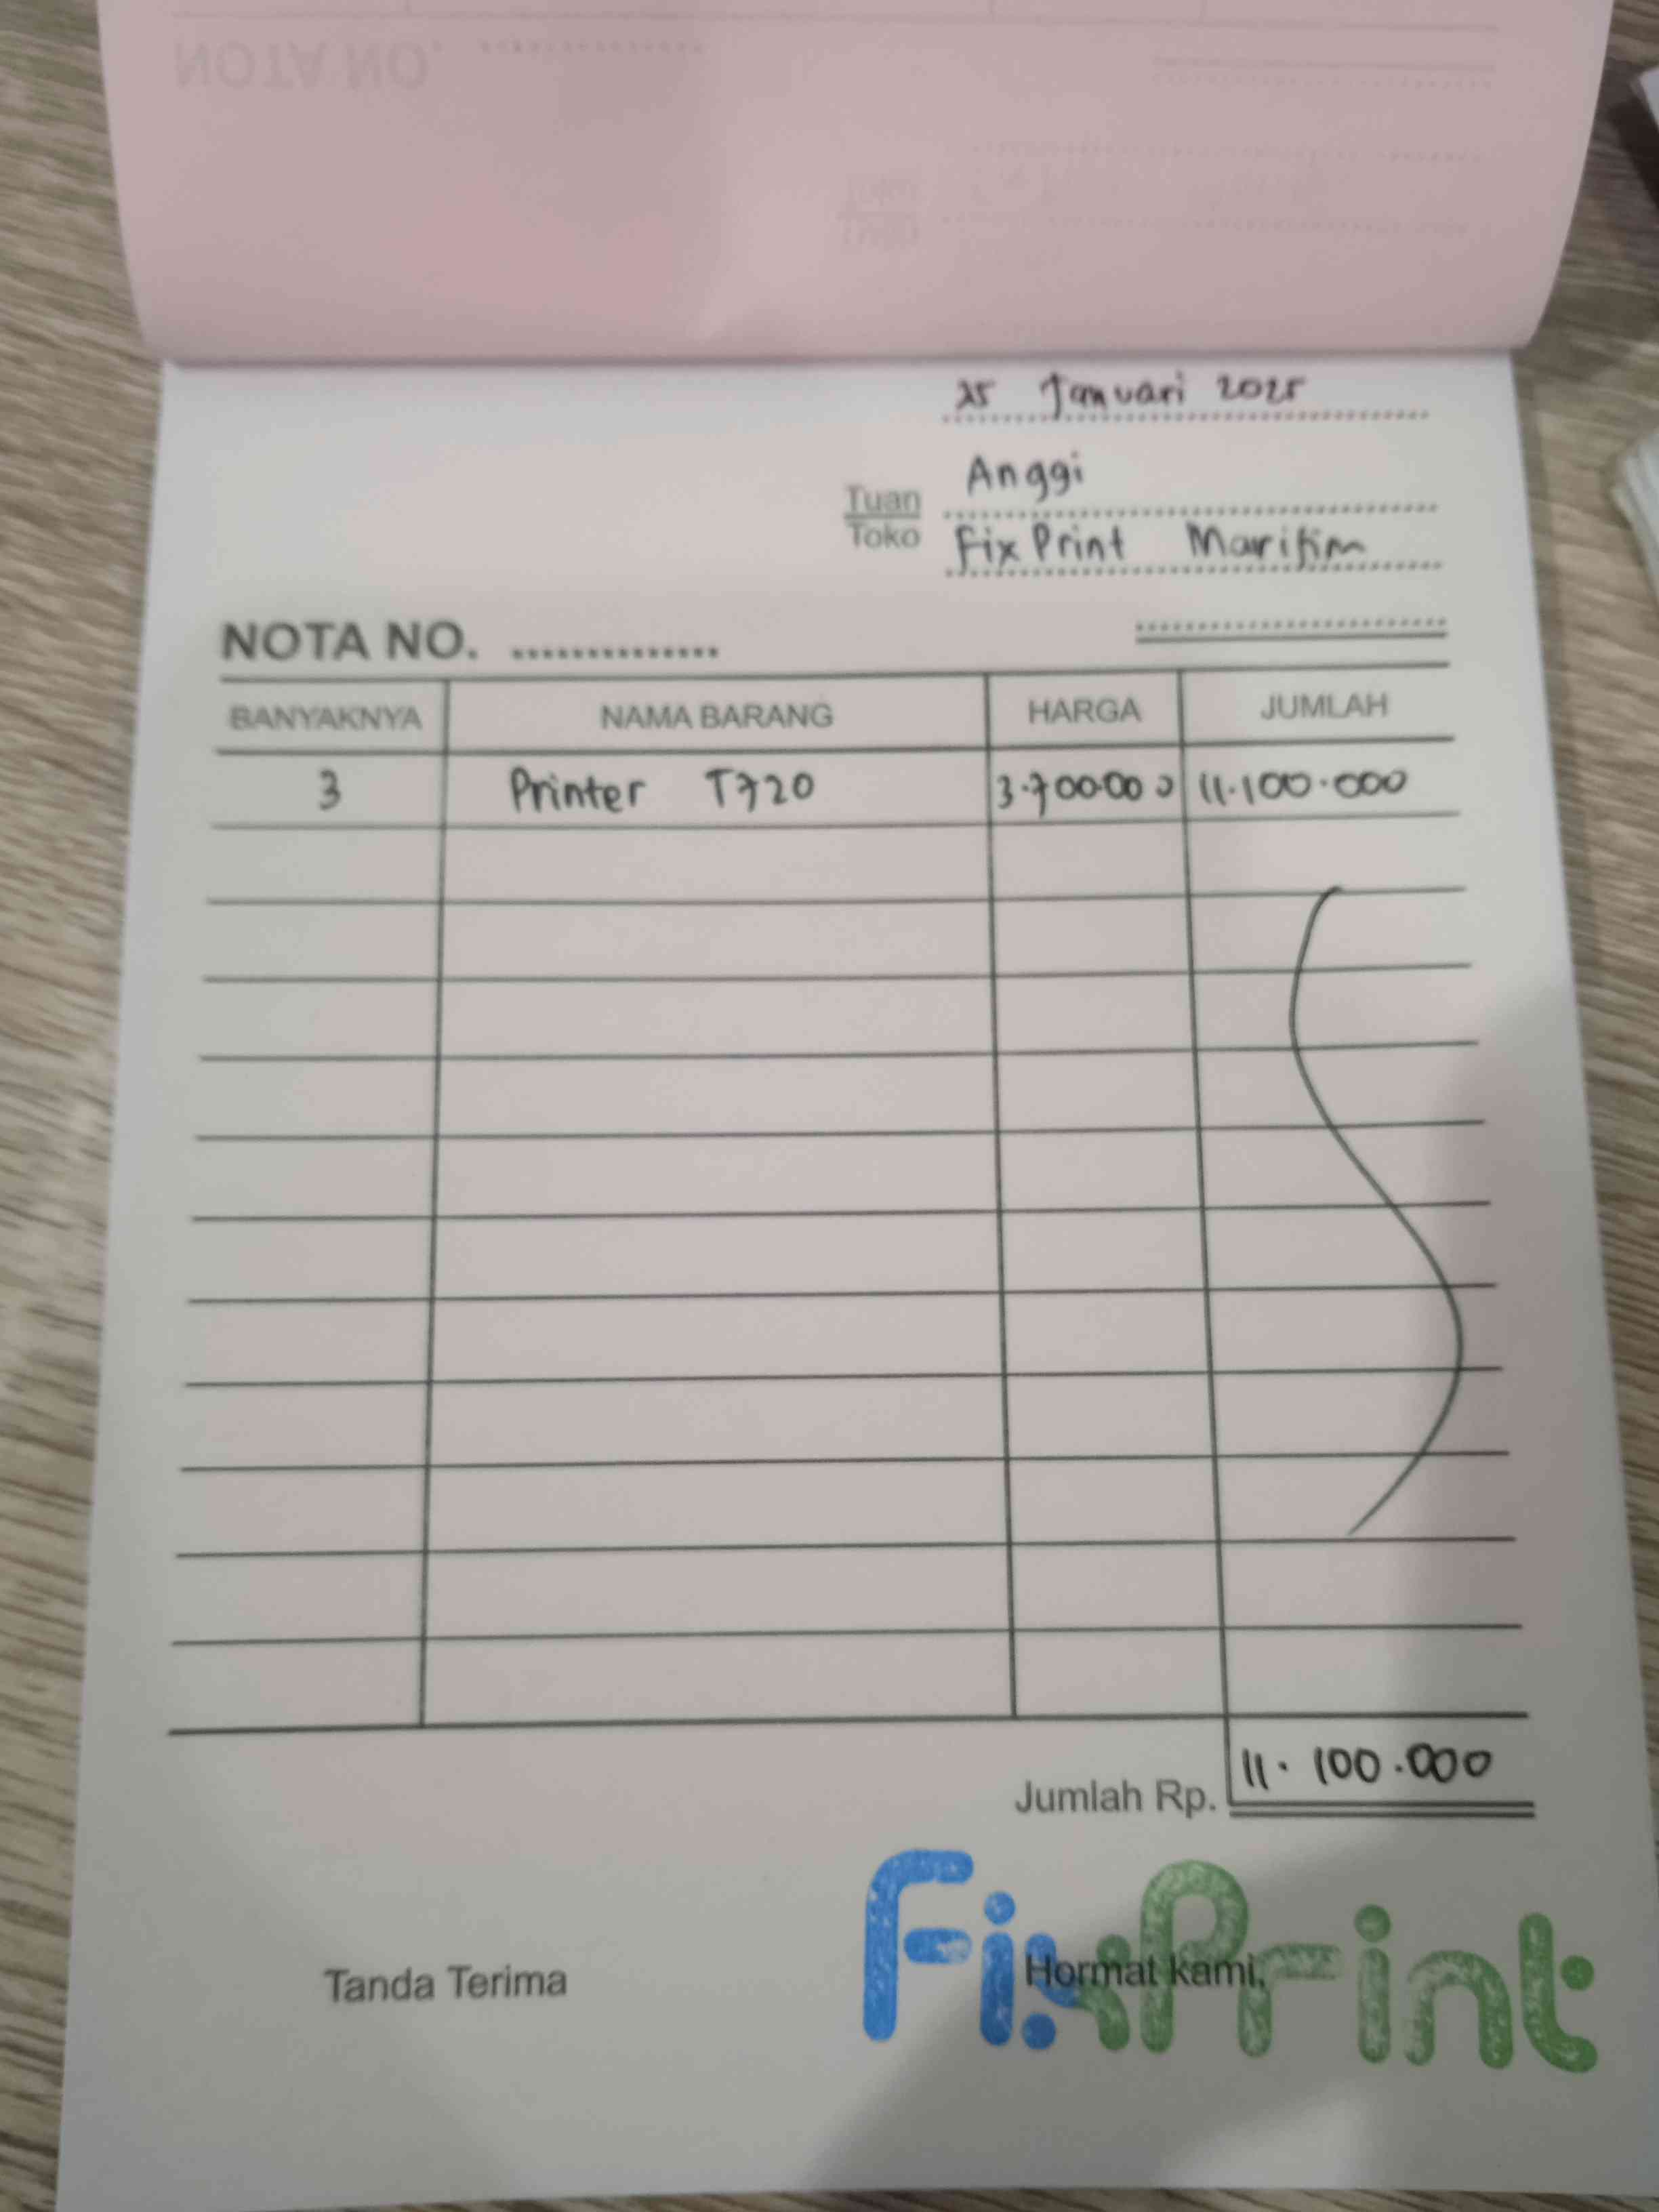 25 Januari 2025
Anggi
Tuan
Toko
Fix Print Maritim
NOTA NO. ..............
BANYAKNYA NAMA BARANG HARGA JUMLAH
3 Printer T720 3.700.000 11.100.000
Jumlah Rp. 11.100.000
Tanda Terima Hormat kami,
FixPrint